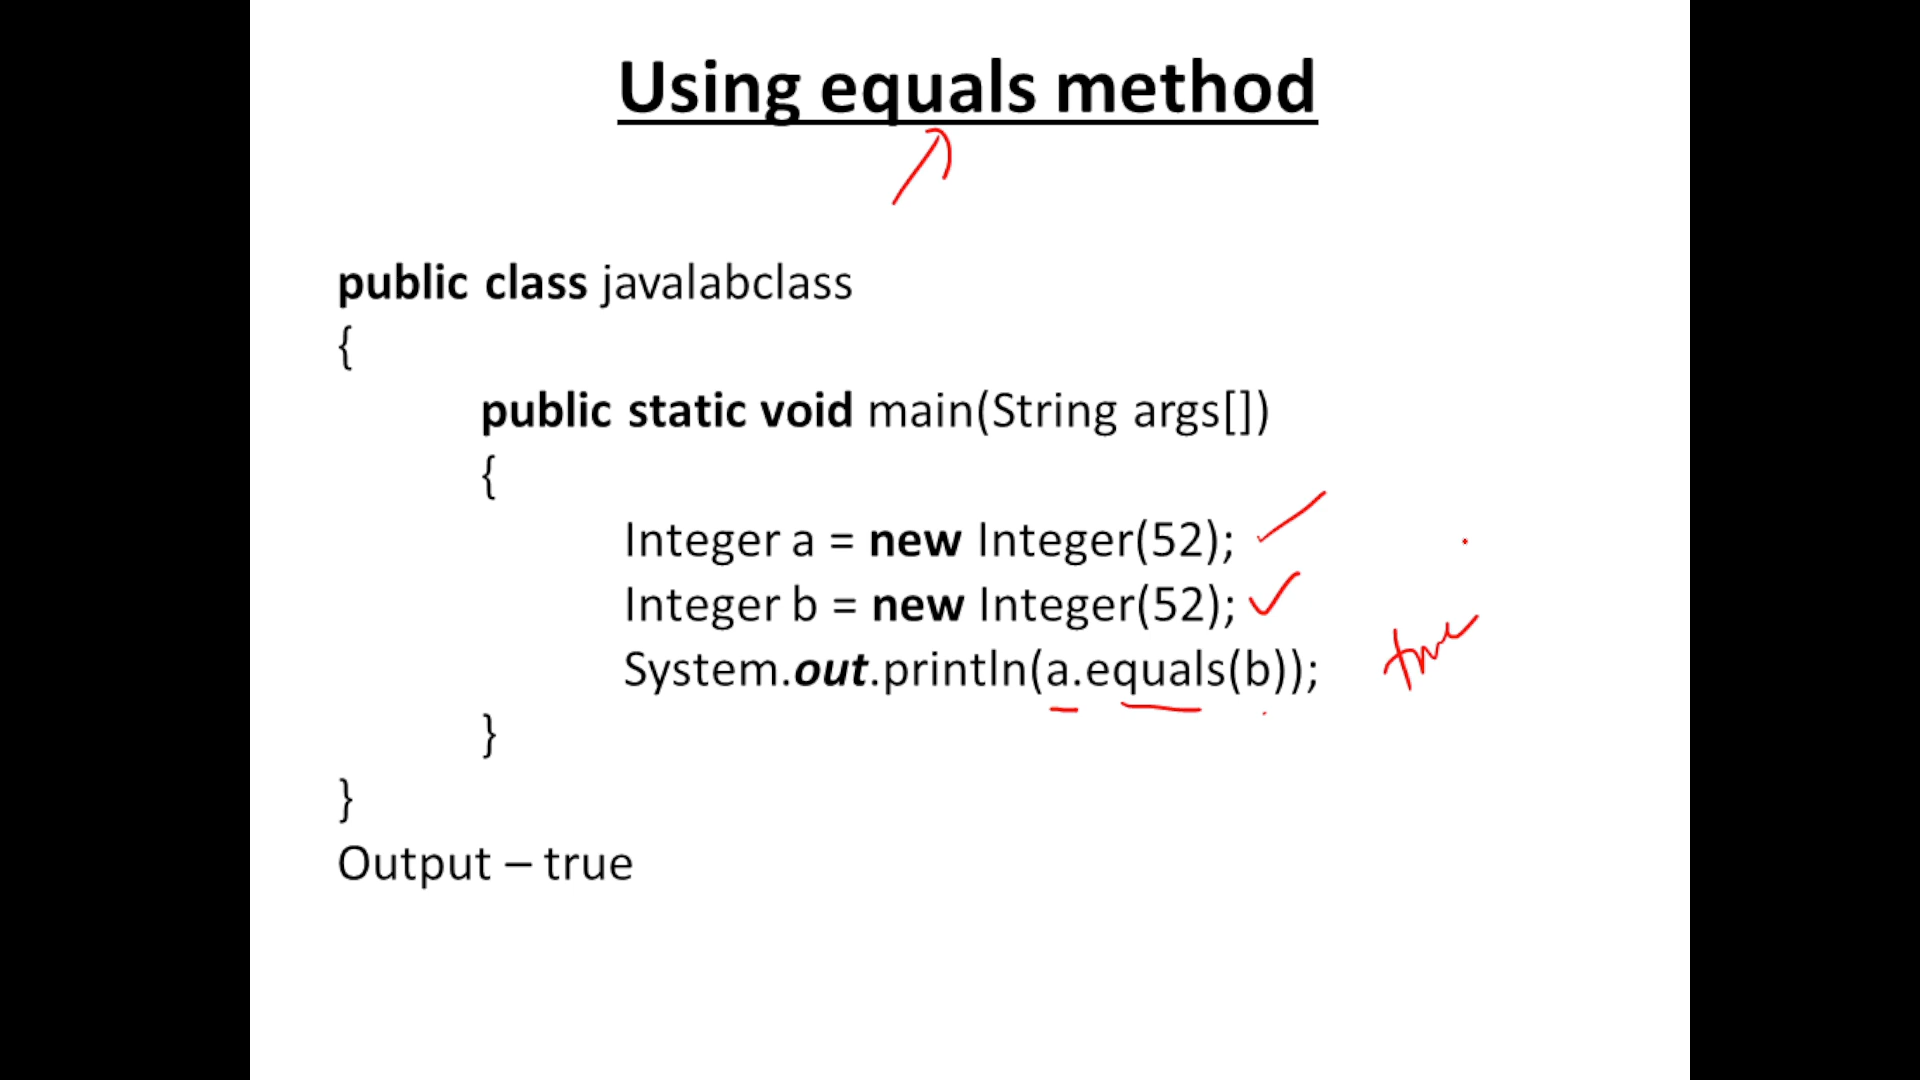 Using equals method
public class javalabclass
{
public static void main(String args[])
{
Integer a = new Integer(52);
Integer b = new Integer(52);
System.out.println(a.equals(b)); true
}
}
Output – true